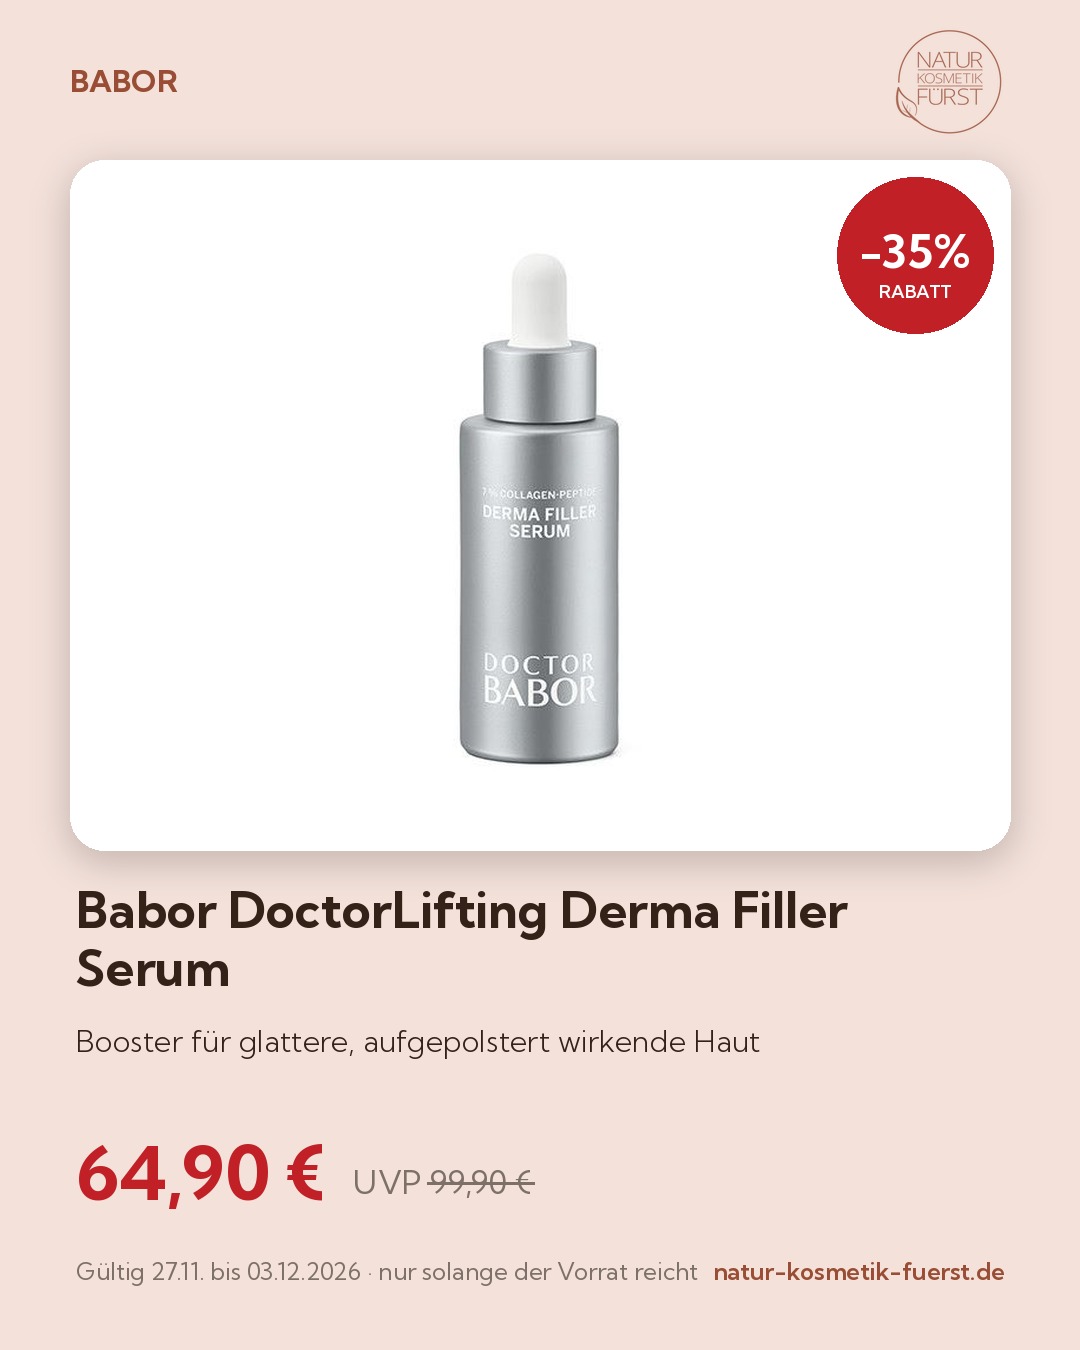 BABOR
NATUR
KOSMETIK
FÜRST
-35%
RABATT
7 % COLLAGEN-PEPTIDE
DERMA FILLER
SERUM
DOCTOR
BABOR
Babor DoctorLifting Derma Filler
Serum
Booster für glattere, aufgepolstert wirkende Haut
64,90 € UVP 99,90 €
Gültig 27.11. bis 03.12.2026 · nur solange der Vorrat reicht natur-kosmetik-fuerst.de